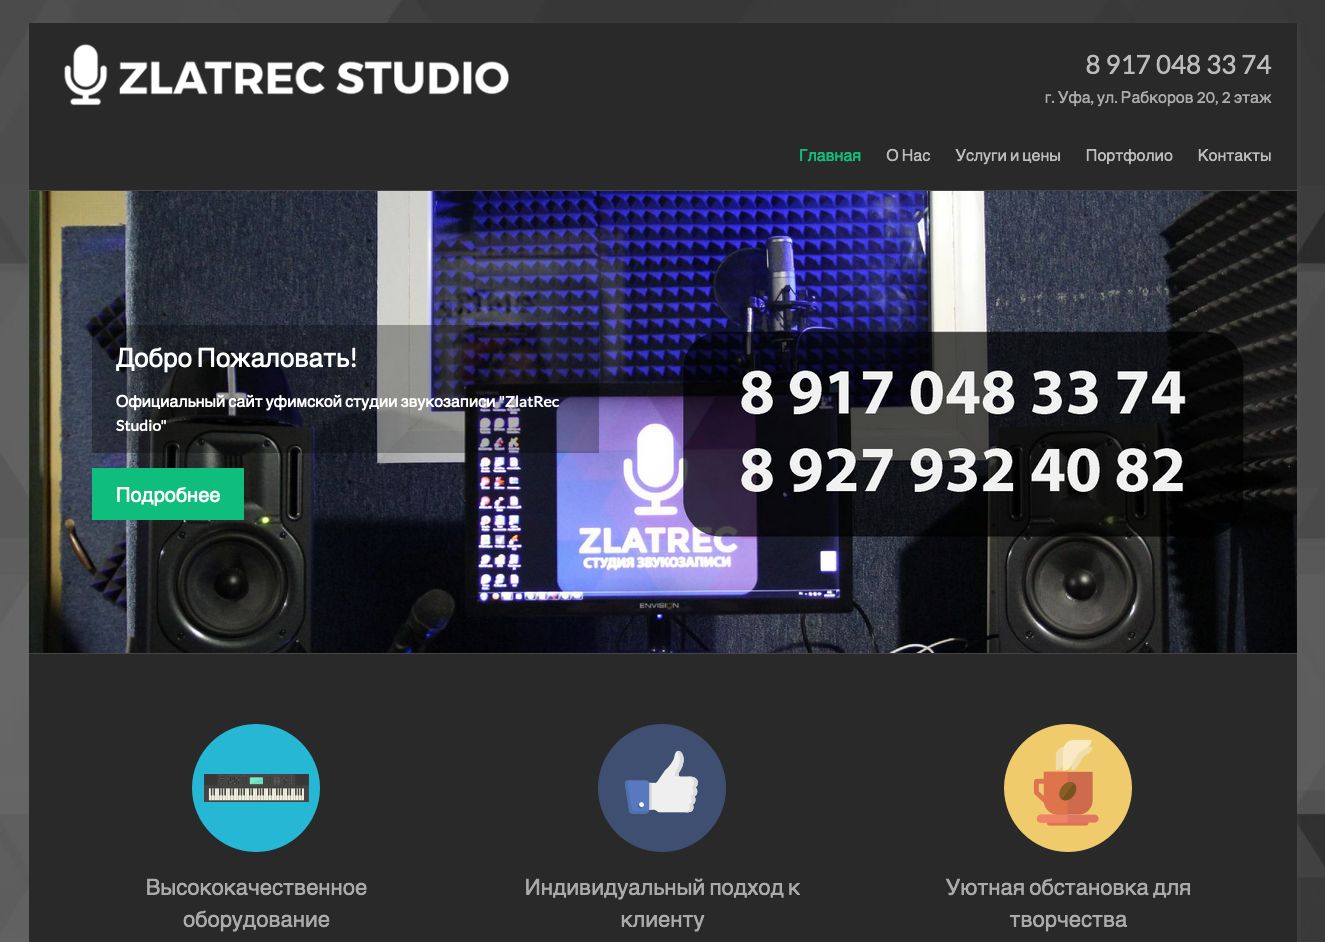 ZLATREC STUDIO
8 917 048 33 74
г. Уфа, ул. Рабкоров 20, 2 этаж
Главная О Нас Услуги и цены Портфолио Контакты
Добро Пожаловать!
Официальный сайт уфимской студии звукозаписи "ZlatRec
Studio"
Подробнее
8 917 048 33 74
8 927 932 40 82
ZLATREC
СТУДИЯ ЗВУКОЗАПИСИ
ENVISION
Высококачественное
оборудование
Индивидуальный подход к
клиенту
Уютная обстановка для
творчества